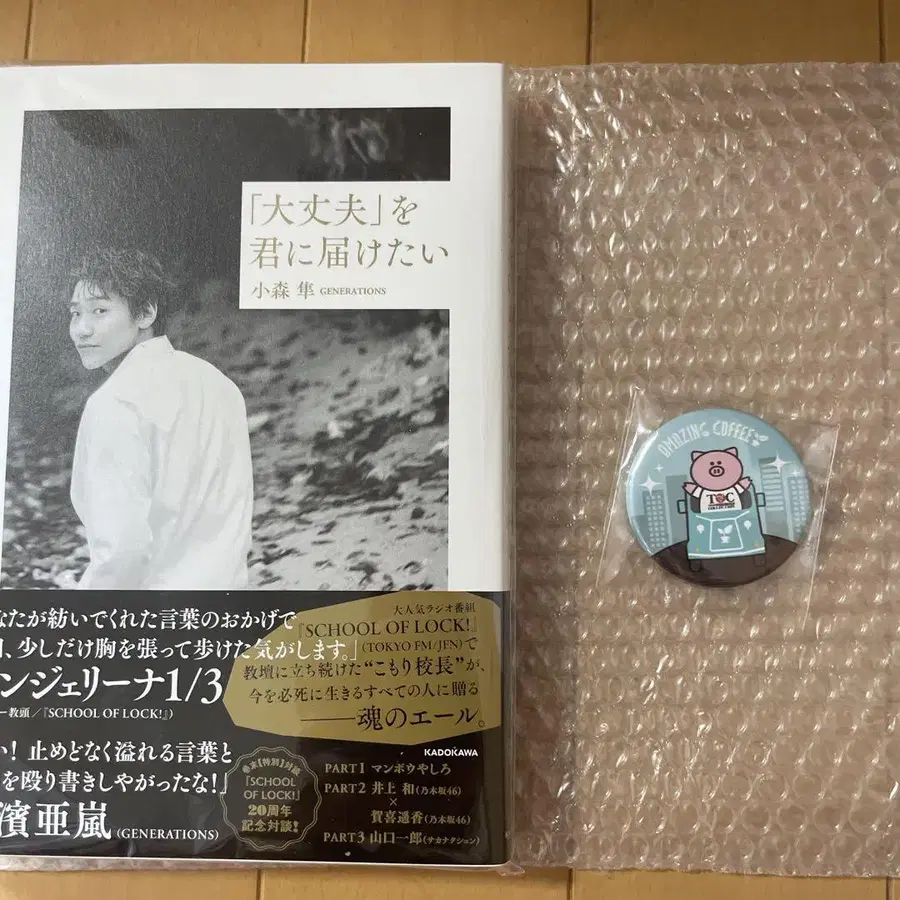 「大丈夫」を
君に届けたい
小森 隼 GENERATIONS
なたが紡いでくれた言葉のおかげで
、少しだけ胸を張って歩けた気がします。」
ンジェリーナ1/3
ー教頭／『SCHOOL OF LOCK!』）
い！ 止めどなく溢れる言葉と
を殴り書きしやがったな！」
濱亜嵐（GENERATIONS）
大人気ラジオ番組
『SCHOOL OF LOCK!』
（TOKYO FM/JFN）で
教壇に立ち続けた“こもり校長”が、
今を必死に生きるすべての人に贈る
――魂のエール。
KADOKAWA
巻末【特別】対談
『SCHOOL
OF LOCK!』
20周年
記念対談！
PART1 マンボウやしろ
PART2 井上 和（乃木坂46）
×
賀喜遥香（乃木坂46）
PART3 山口一郎（サカナクション）
AMAZING COFFEE
TOC